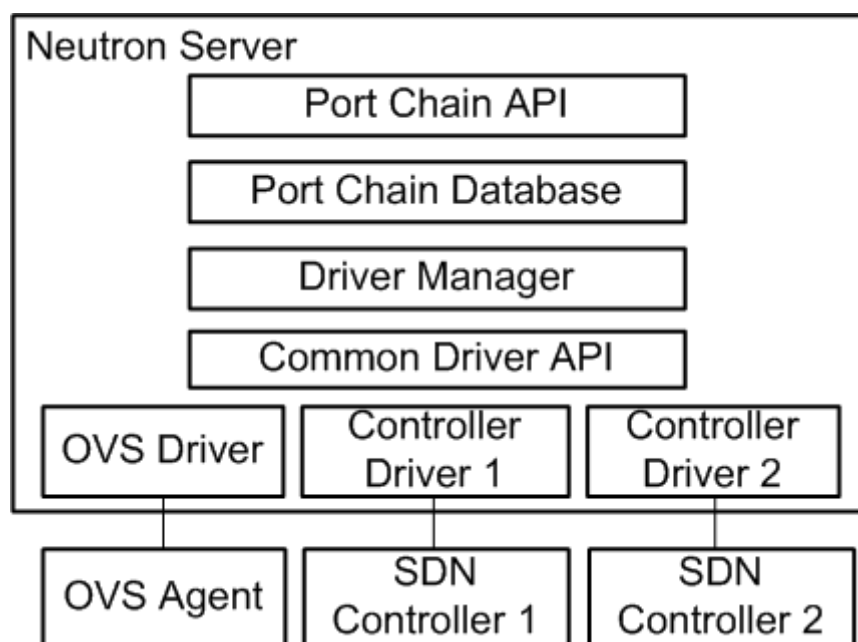 Neutron Server
Port Chain API
Port Chain Database
Driver Manager
Common Driver API
OVS Driver
Controller
Driver 1
Controller
Driver 2
OVS Agent
SDN
Controller 1
SDN
Controller 2